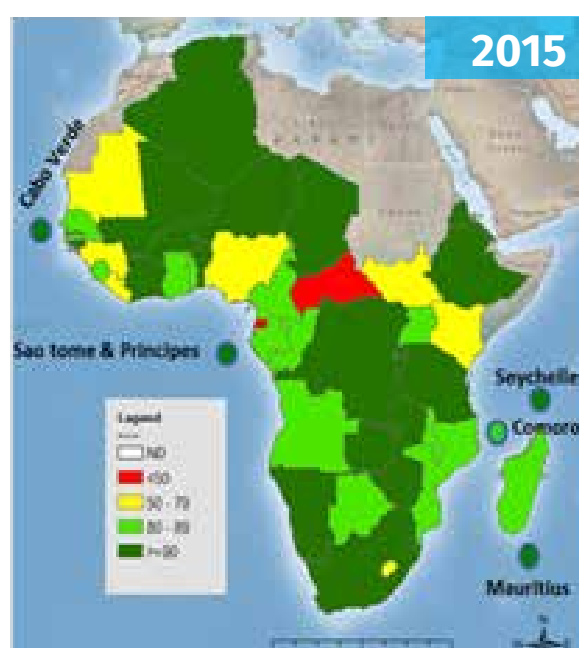 2015
Cabo Verde
Sao tome & Principes
Seychelle
Comoro
Mauritius
Legend
ND
<50
50 - 79
80 - 89
>=90
N